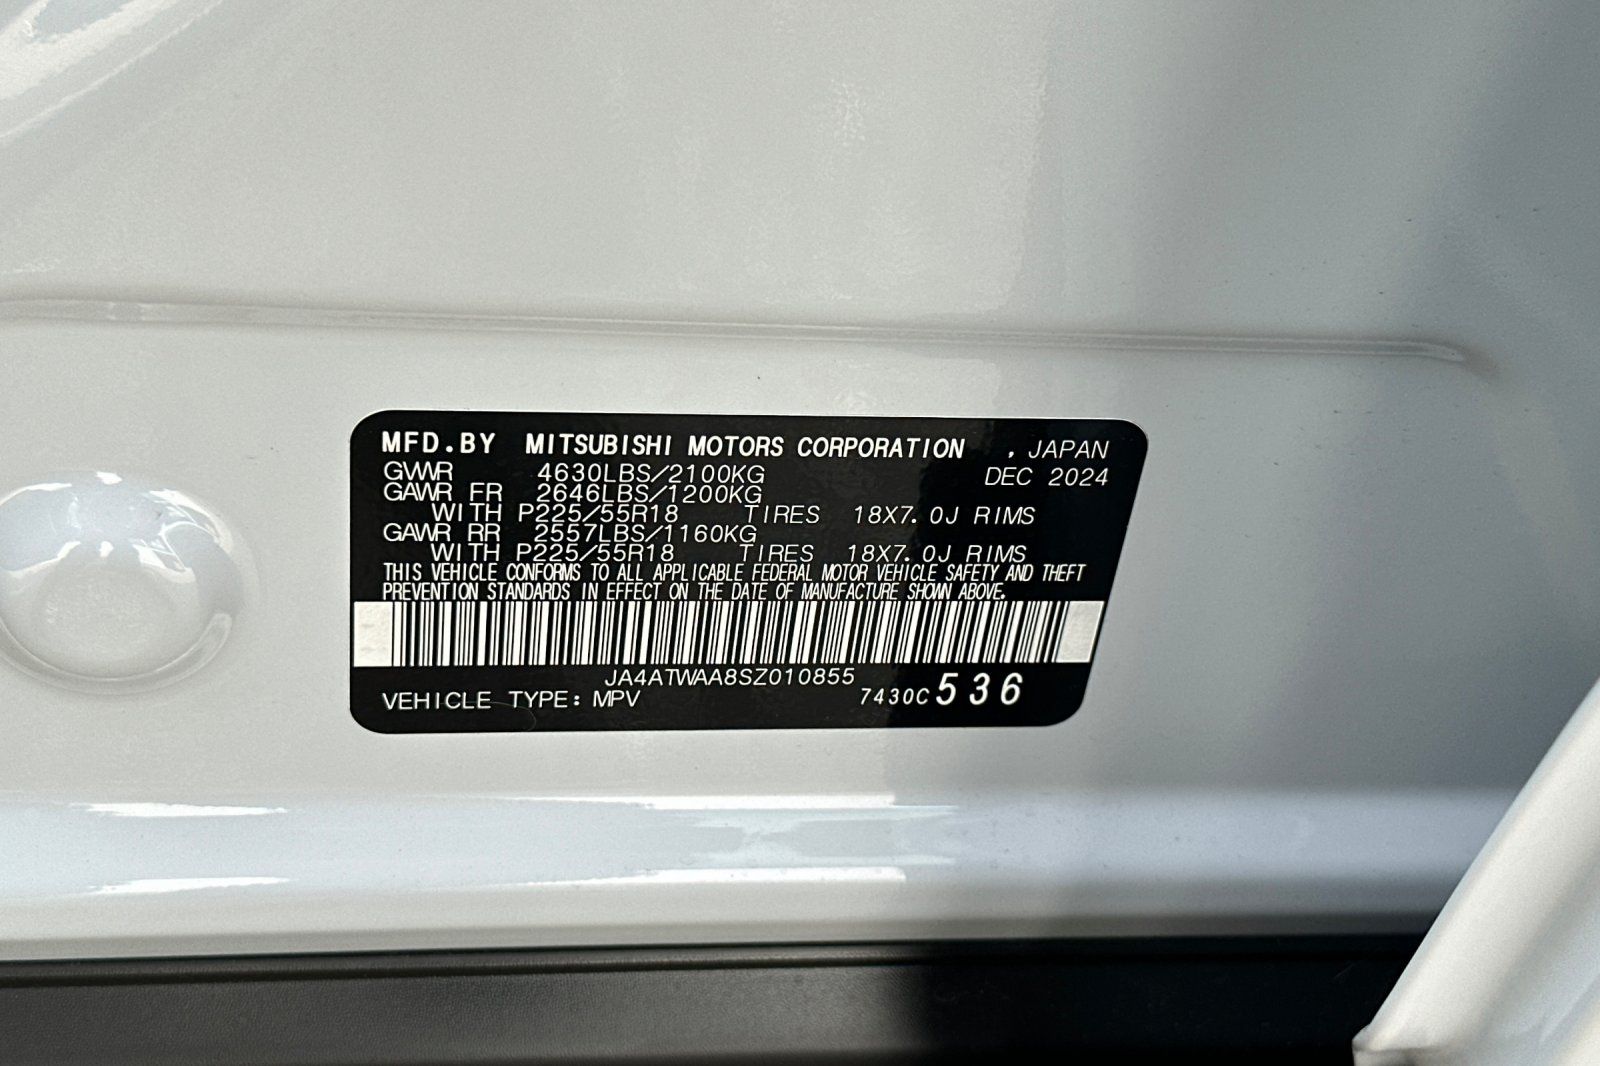 MFD.BY MITSUBISHI MOTORS CORPORATION , JAPAN
GVWR 4630LBS/2100KG DEC 2024
GAWR FR 2646LBS/1200KG
WITH P225/55R18 TIRES 18X7.0J RIMS
GAWR RR 2557LBS/1160KG
WITH P225/55R18 TIRES 18X7.0J RIMS
THIS VEHICLE CONFORMS TO ALL APPLICABLE FEDERAL MOTOR VEHICLE SAFETY AND THEFT
PREVENTION STANDARDS IN EFFECT ON THE DATE OF MANUFACTURE SHOWN ABOVE.
JA4ATWAA8SZ010855
VEHICLE TYPE: MPV 7430C536